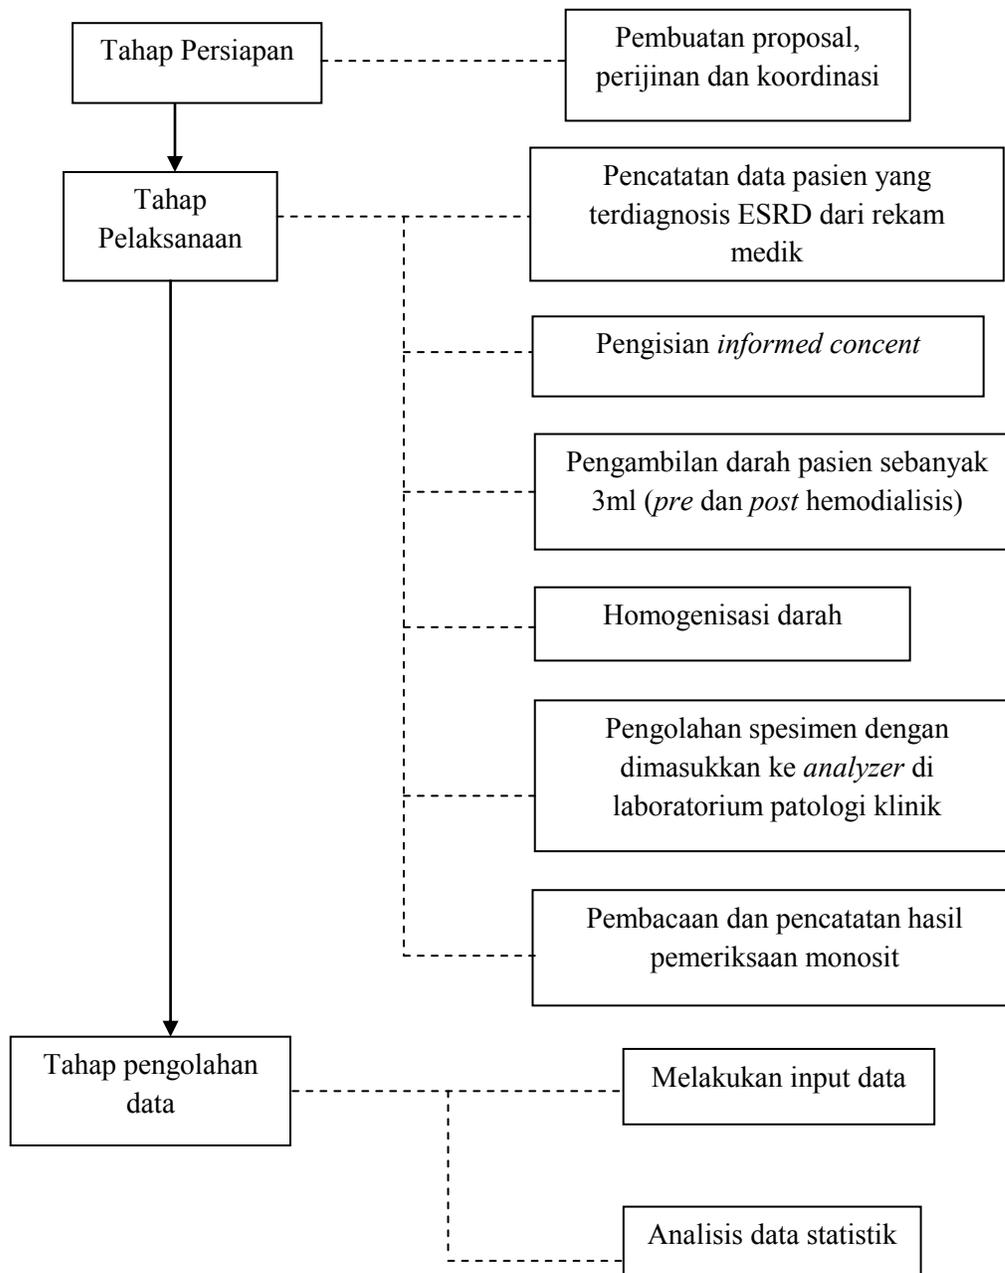 Tahap Persiapan
Pembuatan proposal,
perijinan dan koordinasi
Tahap
Pelaksanaan
Pencatatan data pasien yang
terdiagnosis ESRD dari rekam
medik
Pengisian informed concent
Pengambilan darah pasien sebanyak
3ml (pre dan post hemodialisis)
Homogenisasi darah
Pengolahan spesimen dengan
dimasukkan ke analyzer di
laboratorium patologi klinik
Pembacaan dan pencatatan hasil
pemeriksaan monosit
Tahap pengolahan
data
Melakukan input data
Analisis data statistik